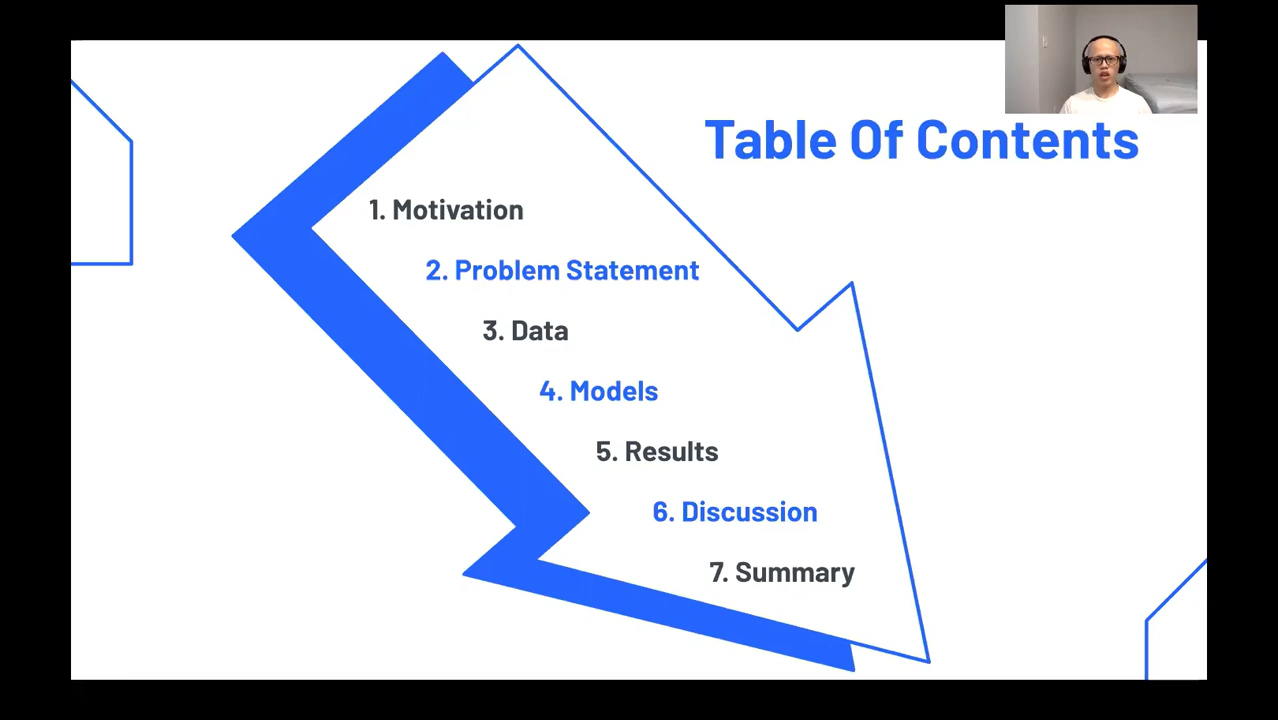 Table Of Contents
1. Motivation
2. Problem Statement
3. Data
4. Models
5. Results
6. Discussion
7. Summary